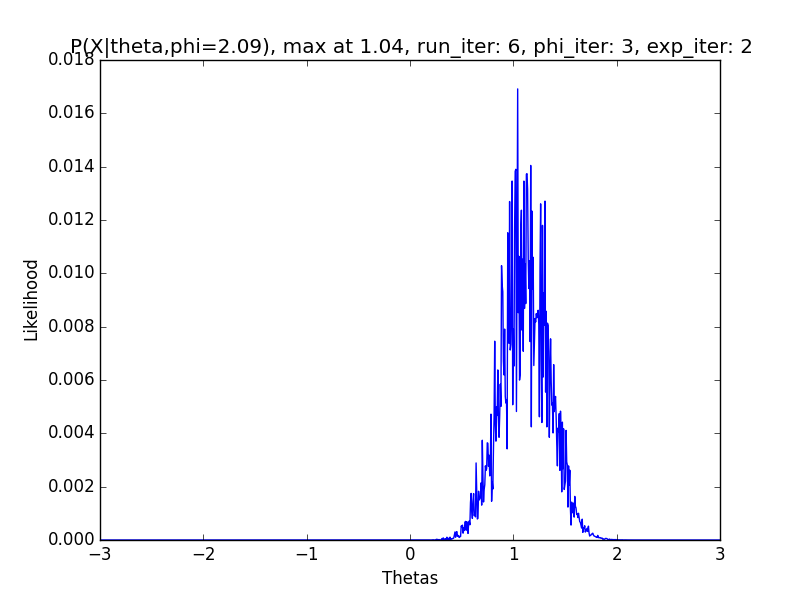 P(X|theta,phi=2.09), max at 1.04, run_iter: 6, phi_iter: 3, exp_iter: 2
0.018
0.016
0.014
0.012
0.010
0.008
0.006
0.004
0.002
0.000
Likelihood
−3 −2 −1 0 1 2 3
Thetas